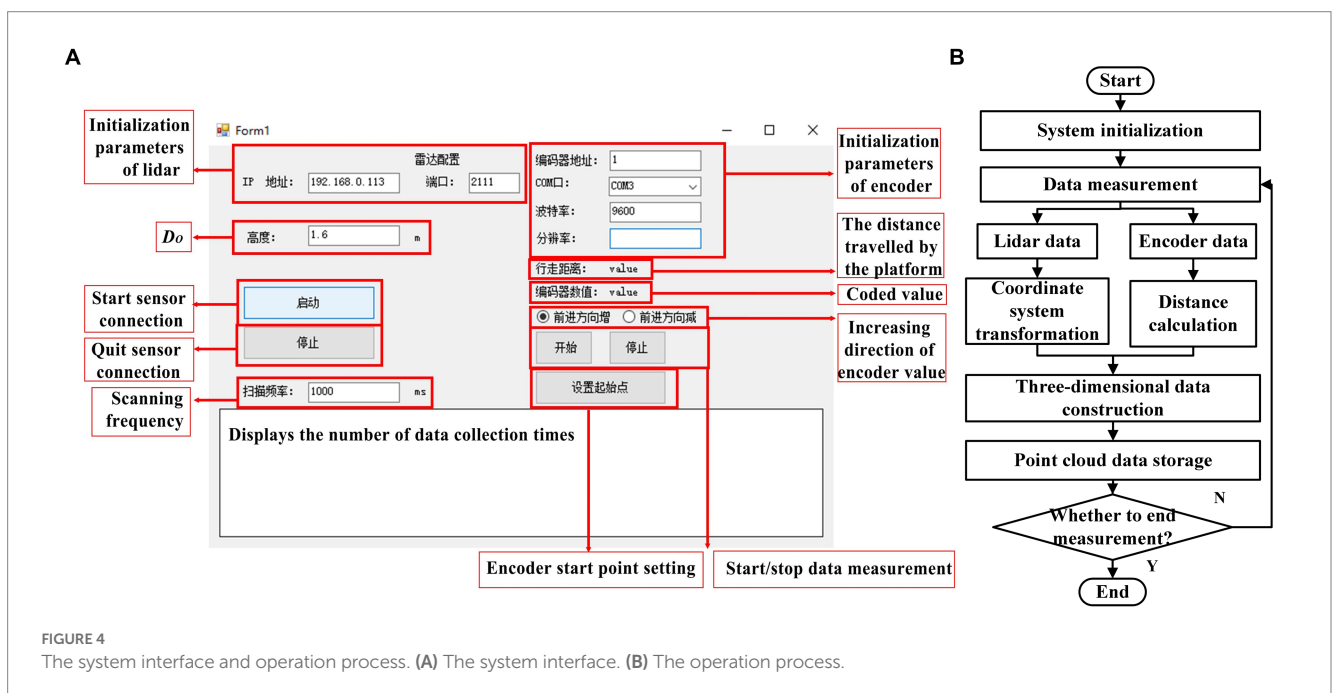 A
Initialization
parameters
of lidar
Do
Start sensor
connection
Quit sensor
connection
Scanning
frequency
Form1
雷达配置
IP 地址: 192.168.0.113 端口: 2111
高度: 1.6 m
启动
停止
扫描频率: 1000 ms
编码器地址: 1
COM口: COM3
波特率: 9600
分辨率:
行走距离: value
编码器数值: value
前进方向增 前进方向减
开始 停止
设置起始点
Displays the number of data collection times
Initialization
parameters
of encoder
The distance
travelled by
the platform
Coded value
Increasing
direction of
encoder value
Encoder start point setting
Start/stop data measurement
B
Start
System initialization
Data measurement
Lidar data
Encoder data
Coordinate
system
transformation
Distance
calculation
Three-dimensional data
construction
Point cloud data storage
Whether to end
measurement?
N
Y
End
FIGURE 4
The system interface and operation process. (A) The system interface. (B) The operation process.